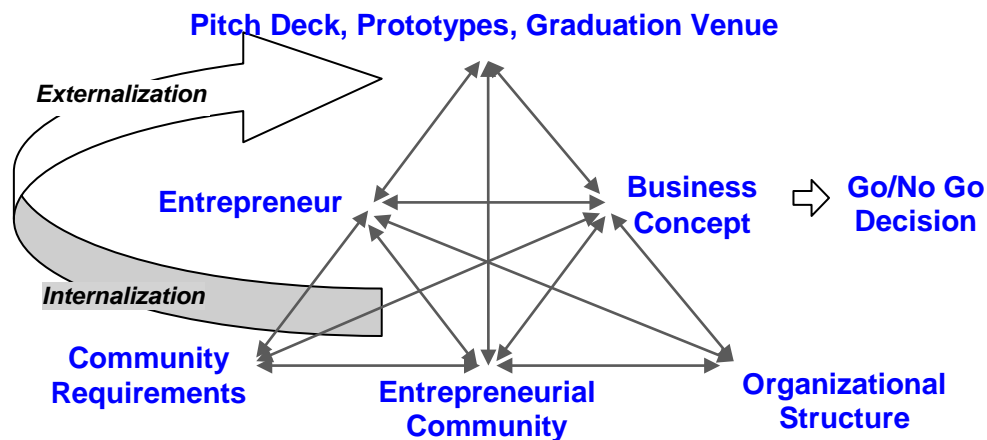 Pitch Deck, Prototypes, Graduation Venue
Externalization
Entrepreneur
Business
Concept
Go/No Go
Decision
Internalization
Community
Requirements
Entrepreneurial
Community
Organizational
Structure